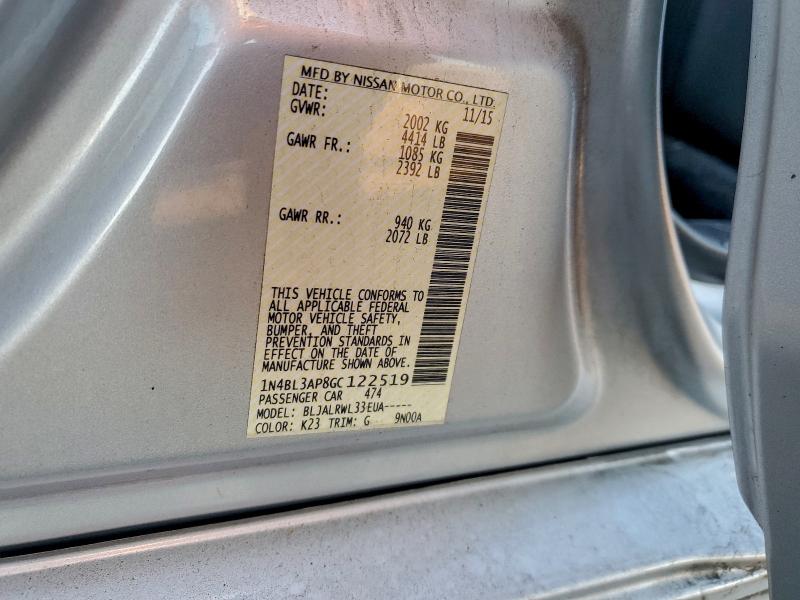 MFD BY NISSAN MOTOR CO., LTD.
DATE: 11/15
GVWR: 2002 KG
4414 LB
GAWR FR.: 1085 KG
2392 LB
GAWR RR.: 940 KG
2072 LB
THIS VEHICLE CONFORMS TO
ALL APPLICABLE FEDERAL
MOTOR VEHICLE SAFETY,
BUMPER, AND THEFT
PREVENTION STANDARDS IN
EFFECT ON THE DATE OF
MANUFACTURE SHOWN ABOVE.
1N4BL3AP8GC122519
PASSENGER CAR 474
MODEL: BLJALRWL33EUA-----
COLOR: K23 TRIM: G 9N00A